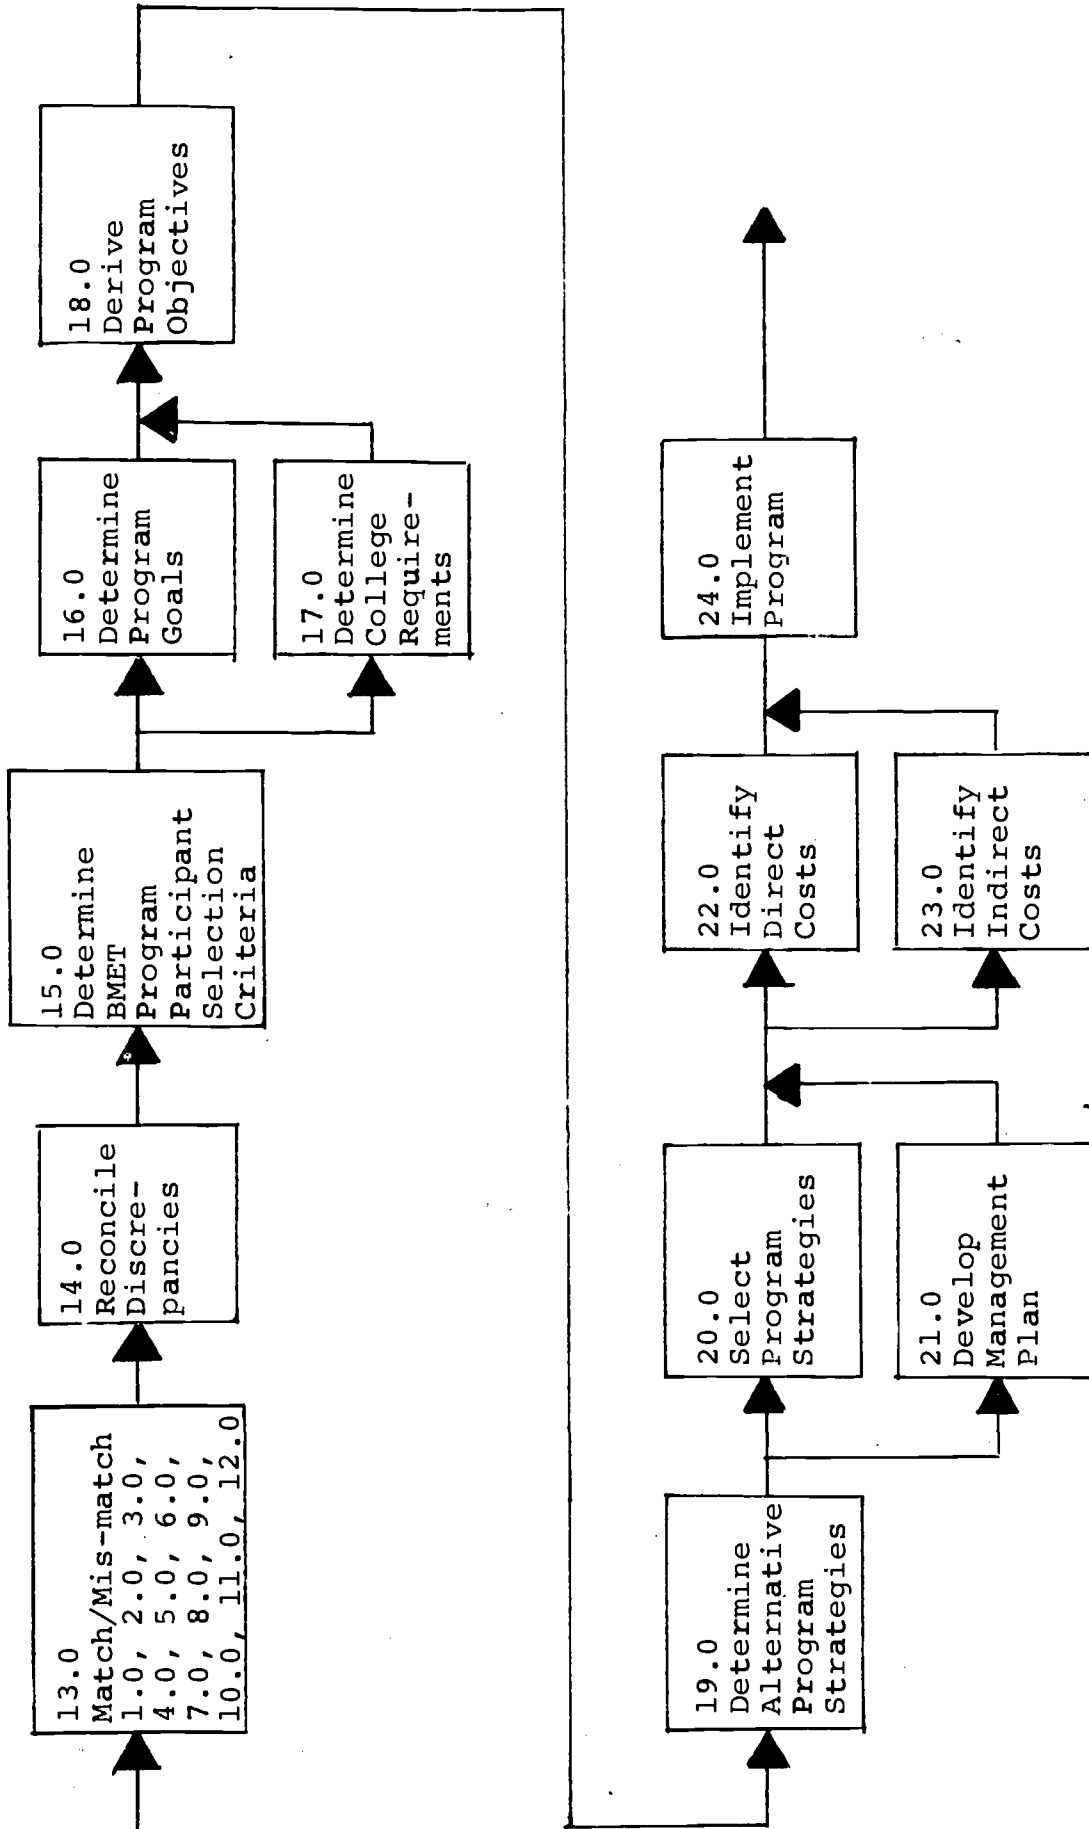 13.0
Match/Mis-match
1.0, 2.0, 3.0,
4.0, 5.0, 6.0,
7.0, 8.0, 9.0,
10.0, 11.0, 12.0
14.0
Reconcile
Discre-
pancies
15.0
Determine
BMET
Program
Participant
Selection
Criteria
16.0
Determine
Program
Goals
17.0
Determine
College
Require-
ments
18.0
Derive
Program
Objectives
19.0
Determine
Alternative
Program
Strategies
20.0
Select
Program
Strategies
21.0
Develop
Management
Plan
22.0
Identify
Direct
Costs
23.0
Identify
Indirect
Costs
24.0
Implement
Program